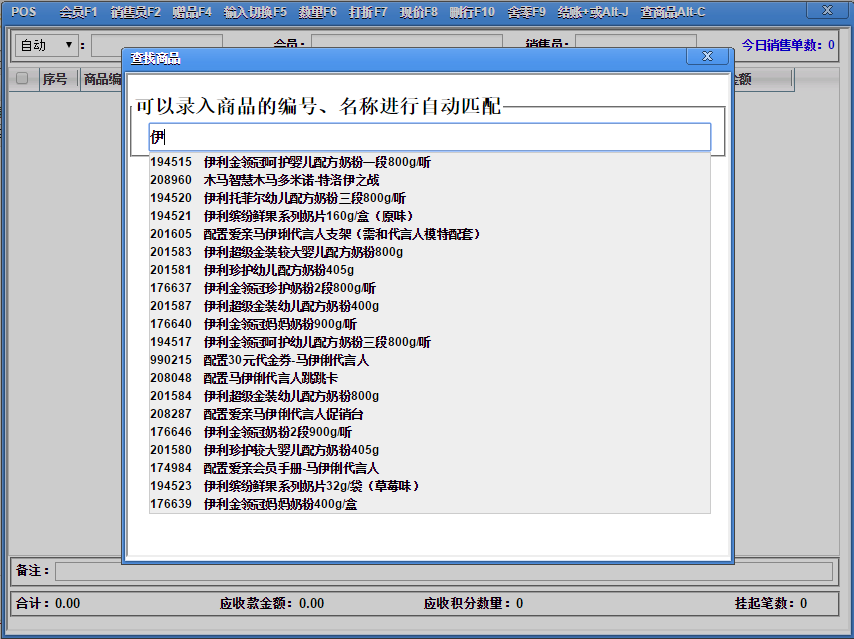 POS 会员F1 销售员F2 赠品F4 输入切换F5 数量F6 打折F7 现价F8 删行F10 舍零F9 结账+或Alt-J 查商品Alt-C X
自动 ▼ : 会员: 销售员: 今日销售单数: 0
序号 商品编 金额
查找商品 X
可以录入商品的编号、名称进行自动匹配
伊
194515 伊利金领冠呵护婴儿配方奶粉一段800g/听
208960 木马智慧木马多米诺-特洛伊之战
194520 伊利托菲尔幼儿配方奶粉三段800g/听
194521 伊利缤纷鲜果系列奶片160g/盒（原味）
201605 配置爱亲马伊琍代言人支架（需和代言人模特配套）
201583 伊利超级金装较大婴儿配方奶粉800g
201581 伊利珍护幼儿配方奶粉405g
176637 伊利金领冠珍护奶粉2段800g/听
201587 伊利超级金装幼儿配方奶粉400g
176640 伊利金领冠妈妈奶粉900g/听
194517 伊利金领冠呵护幼儿配方奶粉三段800g/听
990215 配置30元代金券-马伊俐代言人
208048 配置马伊俐代言人跳跳卡
201584 伊利超级金装幼儿配方奶粉800g
208287 配置爱亲马伊俐代言人促销台
176646 伊利金领冠奶粉2段900g/听
201580 伊利珍护较大婴儿配方奶粉405g
174984 配置爱亲会员手册-马伊俐代言人
194523 伊利缤纷鲜果系列奶片32g/袋（草莓味）
176639 伊利金领冠妈妈奶粉400g/盒
备注:
合计: 0.00 应收款金额: 0.00 应收积分数量: 0 挂起笔数: 0